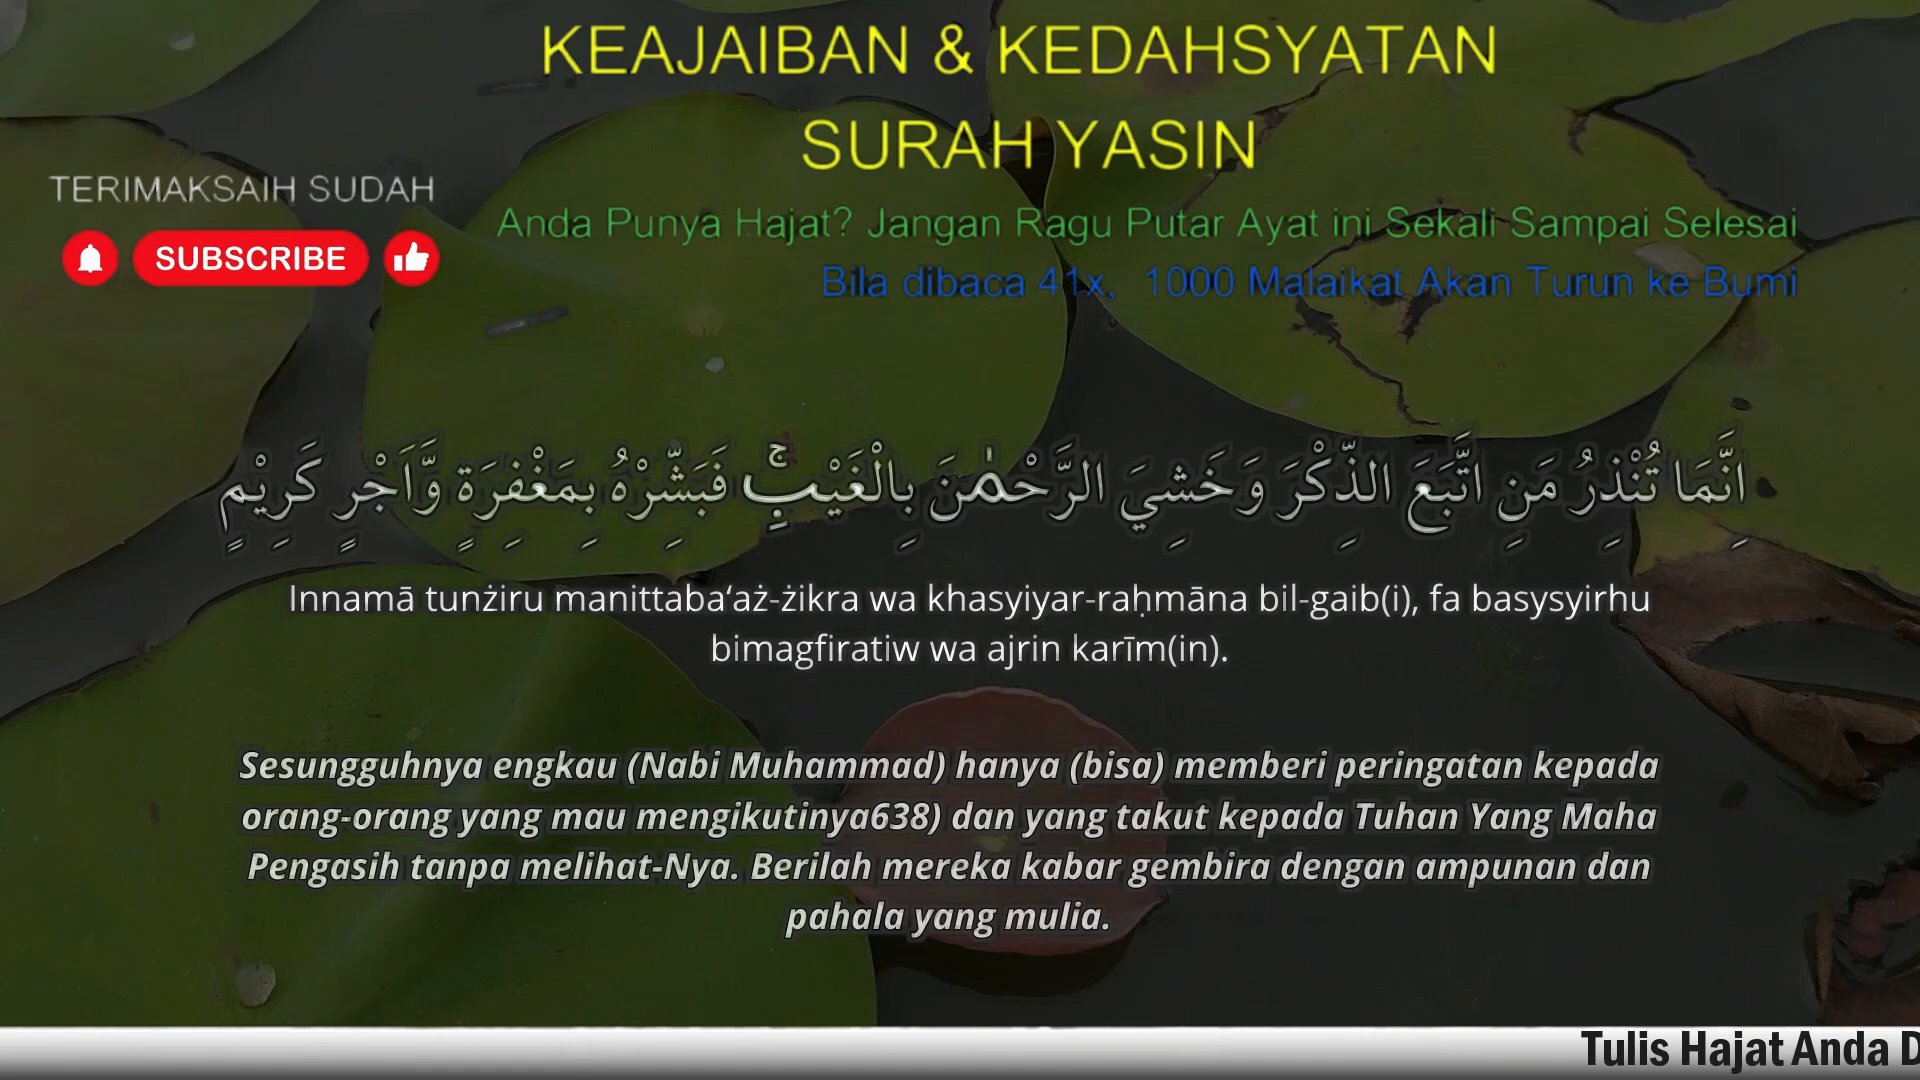 KEAJAIBAN & KEDAHSYATAN
SURAH YASIN
TERIMAKSAIH SUDAH
SUBSCRIBE
Anda Punya Hajat? Jangan Ragu Putar Ayat ini Sekali Sampai Selesai
Bila dibaca 41x, 1000 Malaikat Akan Turun ke Bumi
اِنَّمَا تُنْذِرُ مَنِ اتَّبَعَ الذِّكْرَ وَخَشِيَ الرَّحْمٰنَ بِالْغَيْبِۚ فَبَشِّرْهُ بِمَغْفِرَةٍ وَّاَجْرٍ كَرِيْمٍ
Innamā tunżiru manittaba‘aż-żikra wa khasyiyar-raḥmāna bil-gaib(i), fa basysyirhu
bimagfiratiw wa ajrin karīm(in).
Sesungguhnya engkau (Nabi Muhammad) hanya (bisa) memberi peringatan kepada
orang-orang yang mau mengikutinya638) dan yang takut kepada Tuhan Yang Maha
Pengasih tanpa melihat-Nya. Berilah mereka kabar gembira dengan ampunan dan
pahala yang mulia.
Tulis Hajat Anda D